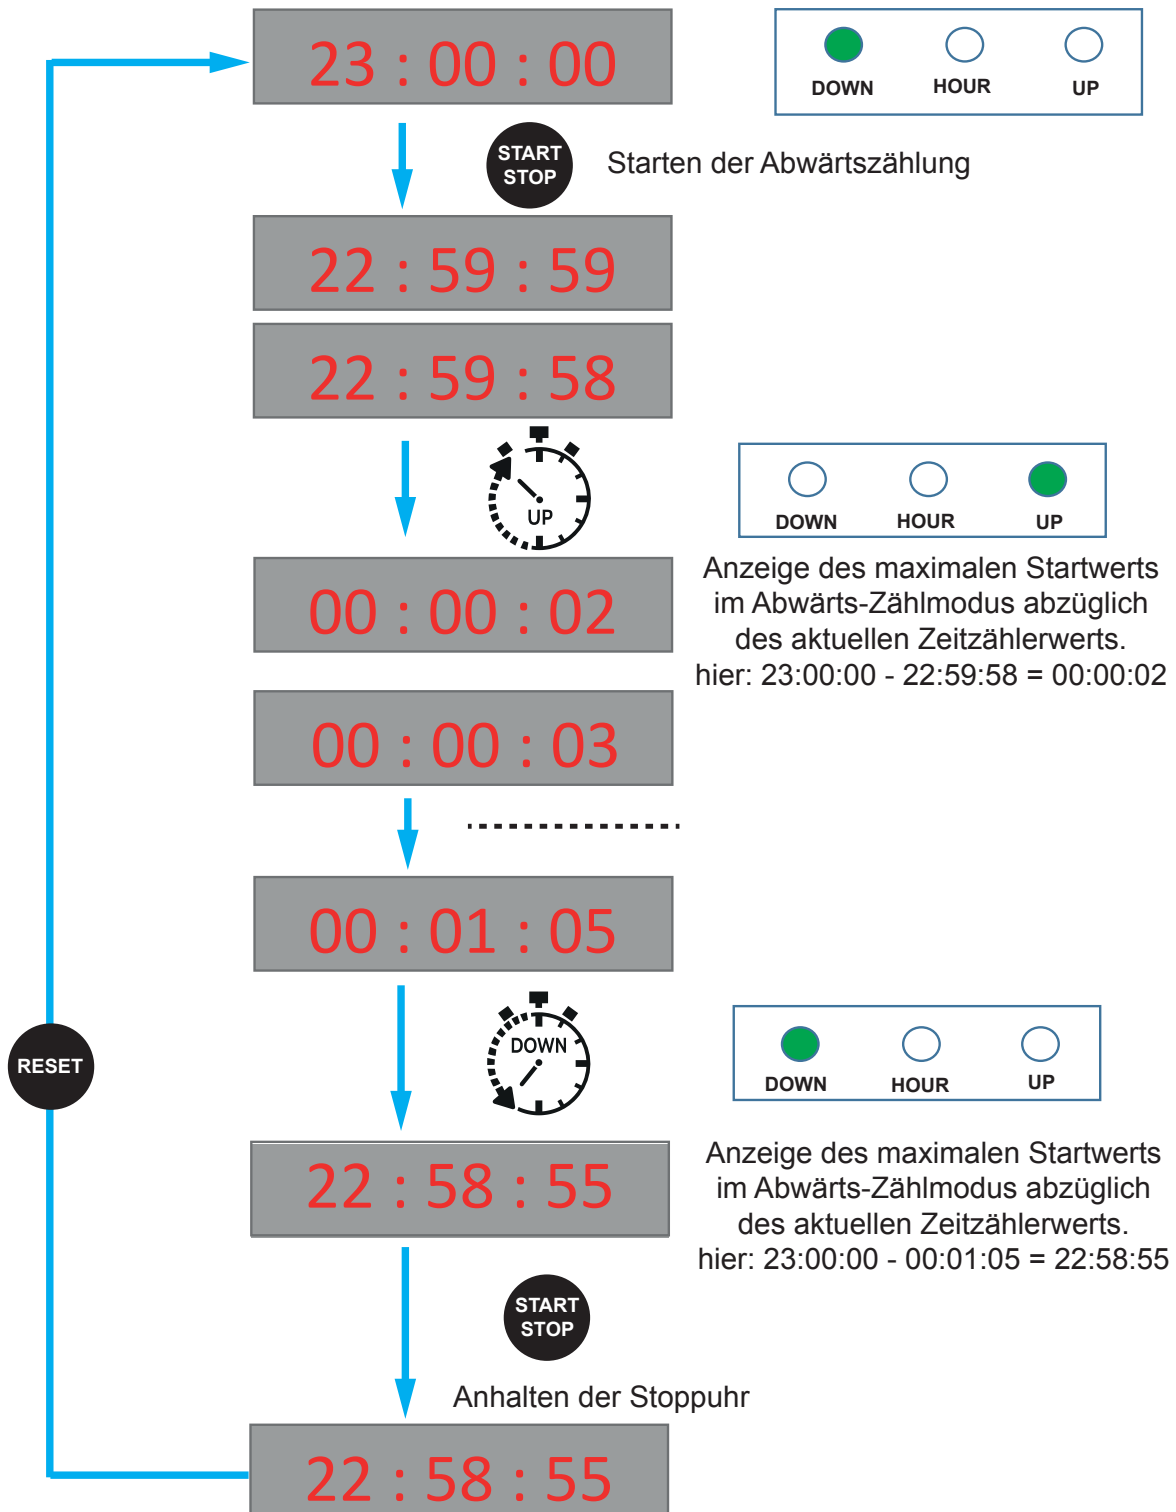 23 : 00 : 00
DOWN HOUR UP
START
STOP
Starten der Abwärtszählung
22 : 59 : 59
22 : 59 : 58
UP
DOWN HOUR UP
00 : 00 : 02
Anzeige des maximalen Startwerts
im Abwärts-Zählmodus abzüglich
des aktuellen Zeitzählerwerts.
hier: 23:00:00 - 22:59:58 = 00:00:02
00 : 00 : 03
00 : 01 : 05
RESET
DOWN
DOWN HOUR UP
22 : 58 : 55
Anzeige des maximalen Startwerts
im Abwärts-Zählmodus abzüglich
des aktuellen Zeitzählerwerts.
hier: 23:00:00 - 00:01:05 = 22:58:55
START
STOP
Anhalten der Stoppuhr
22 : 58 : 55